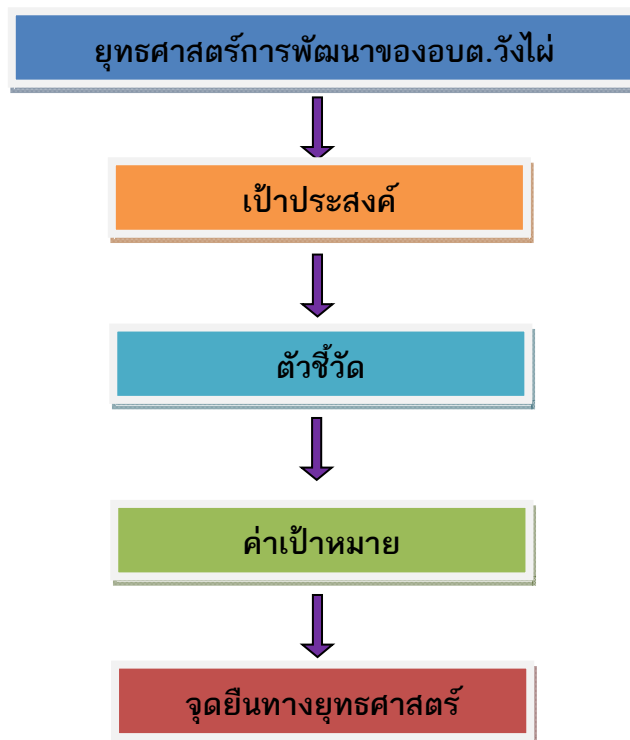 ยุทธศาสตร์การพัฒนาของอบต.วังไผ่
เป้าประสงค์
ตัวชี้วัด
ค่าเป้าหมาย
จุดยืนทางยุทธศาสตร์